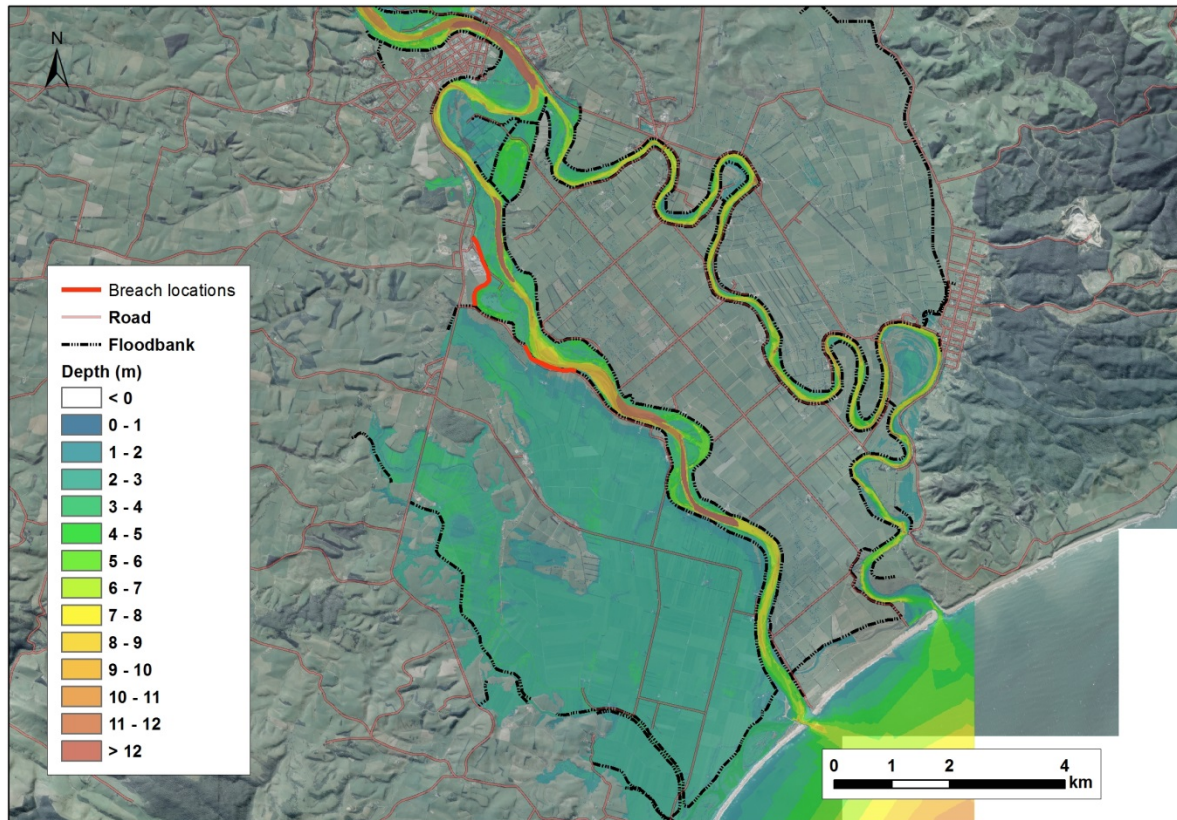 N
Breach locations
Road
Floodbank
Depth (m)
< 0
0 - 1
1 - 2
2 - 3
3 - 4
4 - 5
5 - 6
6 - 7
7 - 8
8 - 9
9 - 10
10 - 11
11 - 12
> 12
0 1 2 4
km